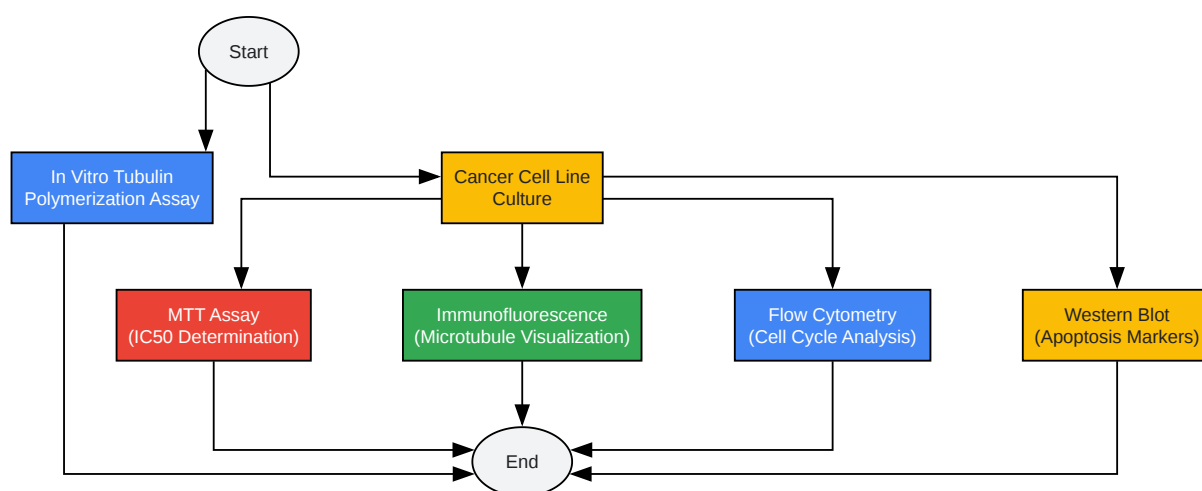 Start
In Vitro Tubulin
Polymerization Assay
Cancer Cell Line
Culture
MTT Assay
(IC50 Determination)
Immunofluorescence
(Microtubule Visualization)
Flow Cytometry
(Cell Cycle Analysis)
Western Blot
(Apoptosis Markers)
End